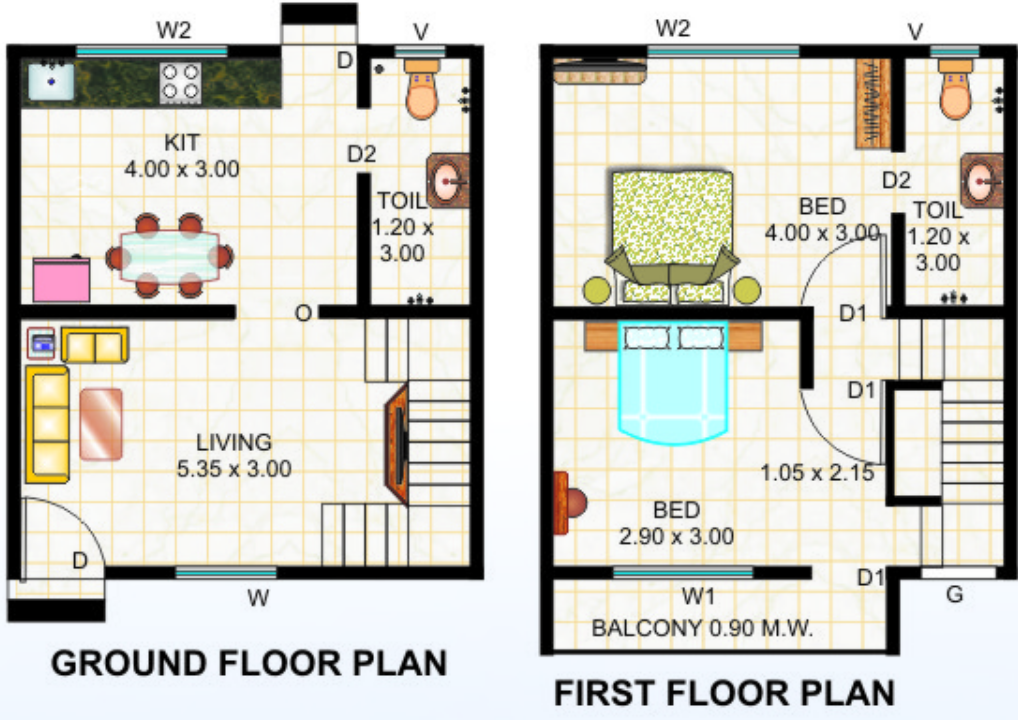 W2
V
D
KIT
4.00 x 3.00
D2
TOIL
1.20 x
3.00
O
LIVING
5.35 x 3.00
D
W
GROUND FLOOR PLAN
W2
V
D2
BED
4.00 x 3.00
TOIL
1.20 x
3.00
D1
D1
1.05 x 2.15
BED
2.90 x 3.00
D1
W1
G
BALCONY 0.90 M.W.
FIRST FLOOR PLAN